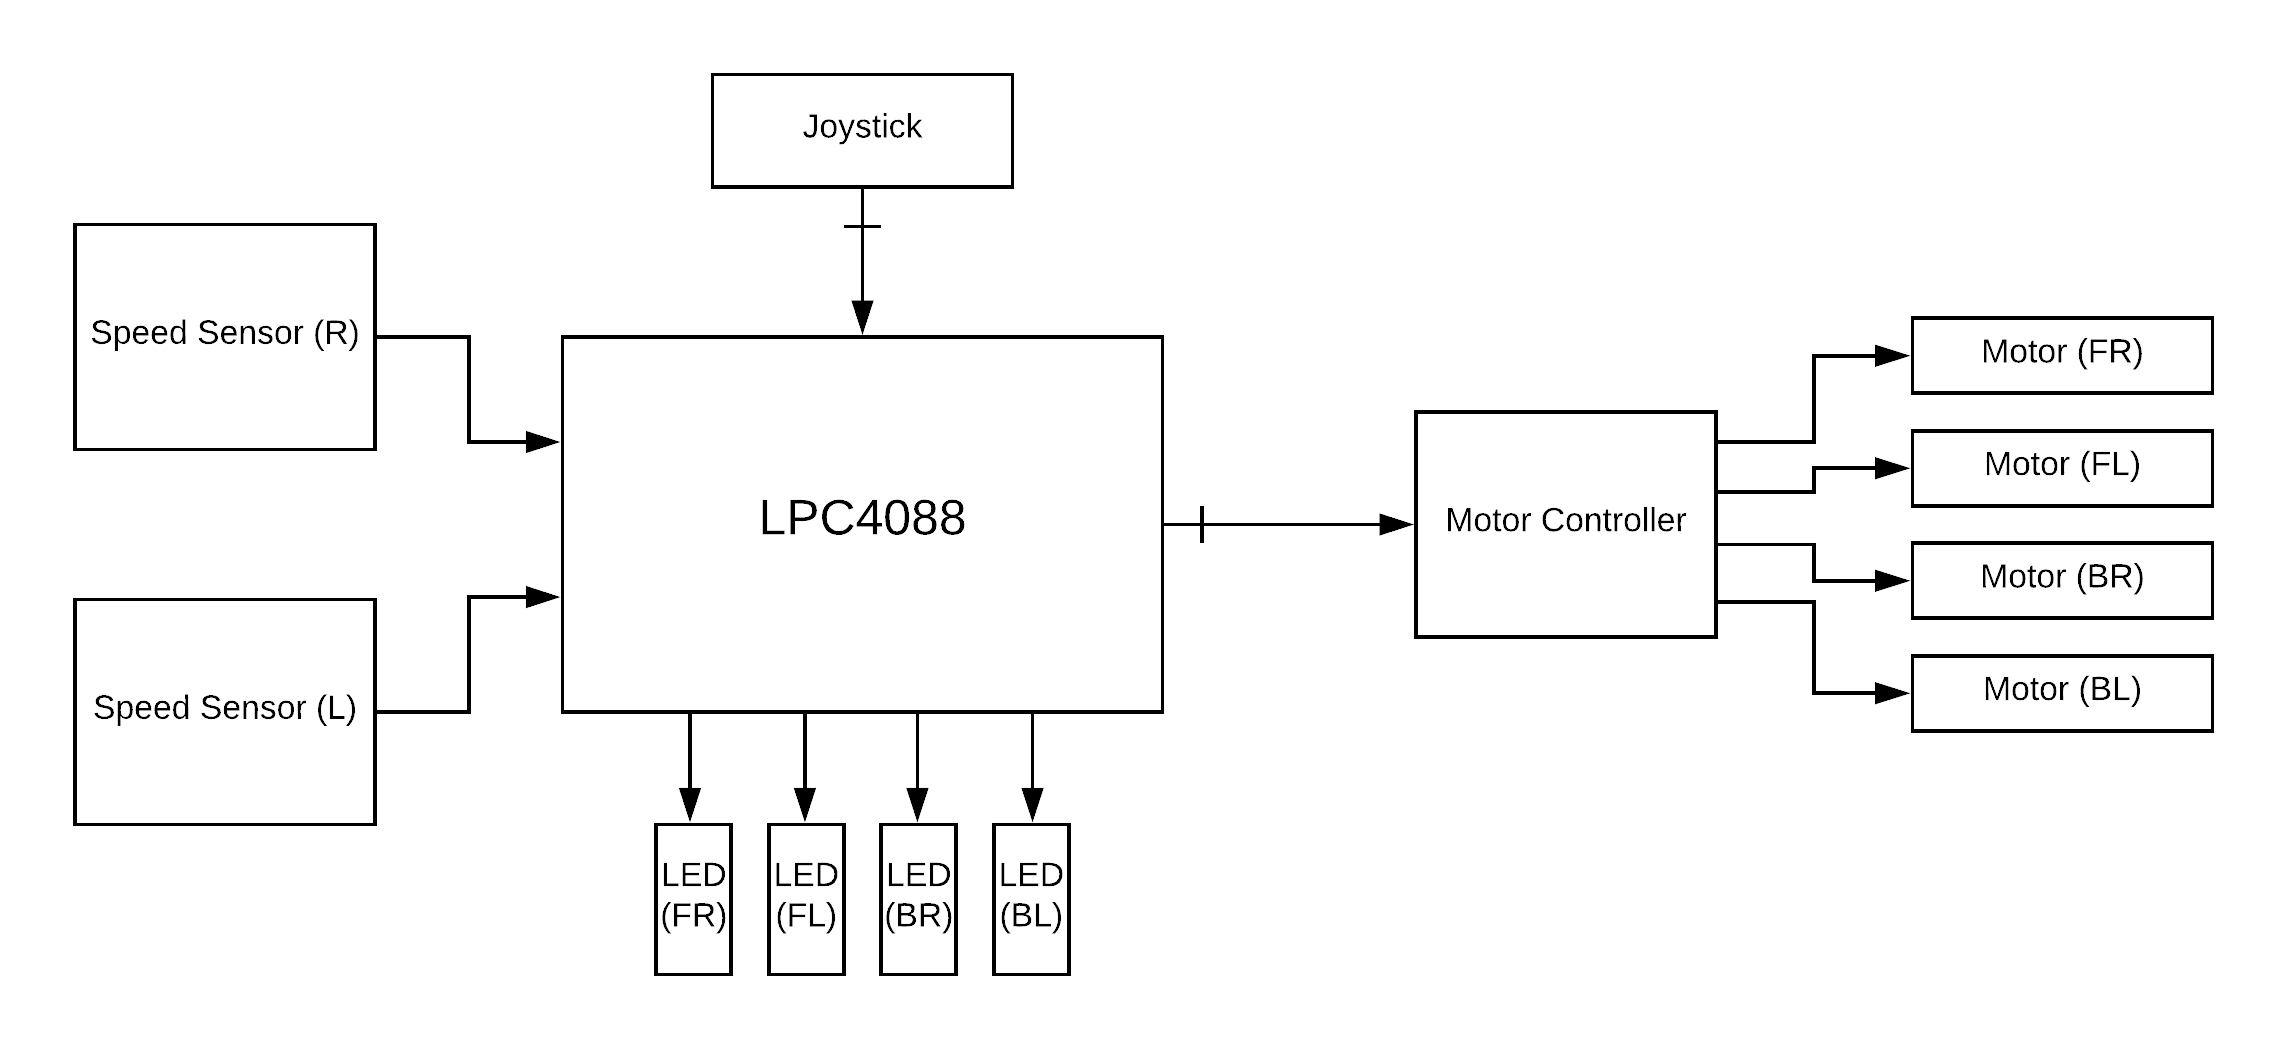 Joystick
Speed Sensor (R)
Speed Sensor (L)
LPC4088
Motor Controller
Motor (FR)
Motor (FL)
Motor (BR)
Motor (BL)
LED
(FR)
LED
(FL)
LED
(BR)
LED
(BL)